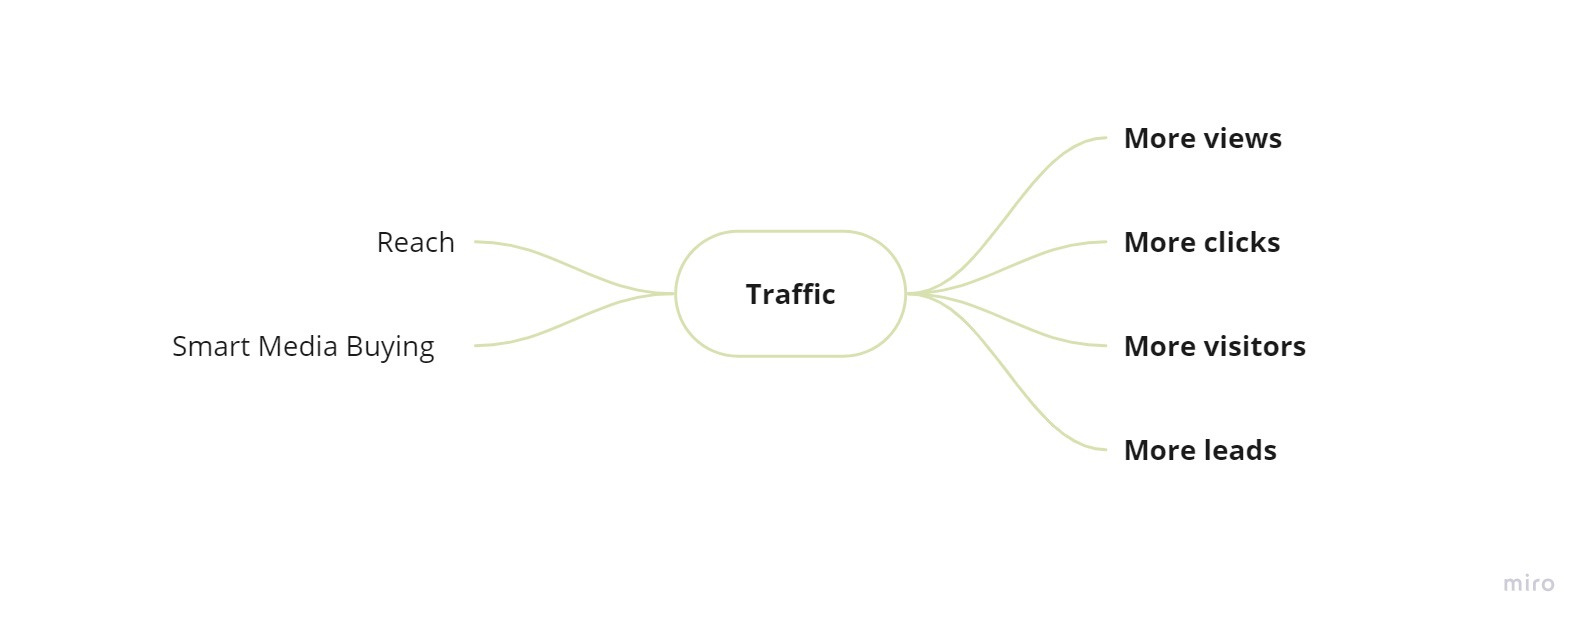 Reach
Smart Media Buying
Traffic
More views
More clicks
More visitors
More leads
miro